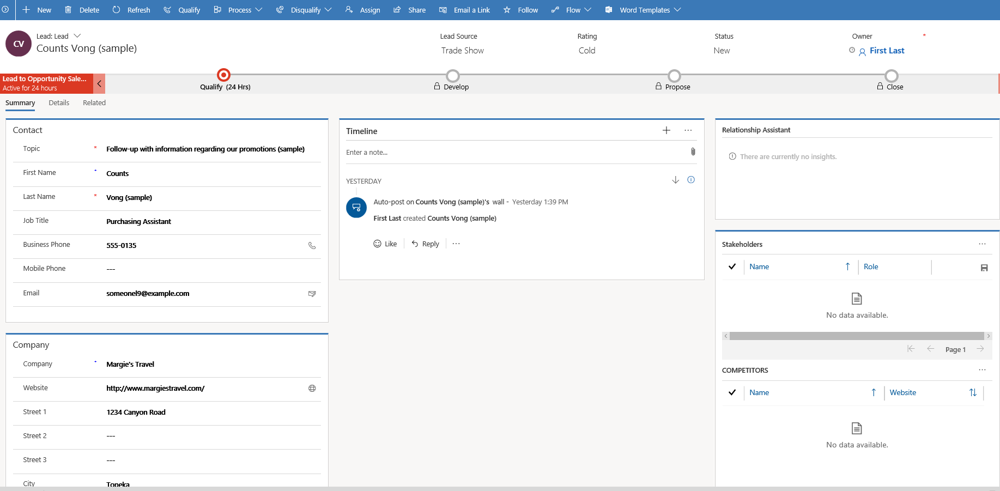 New Delete Refresh Qualify Process Disqualify Assign Share Email a Link Follow Flow Word Templates
CV
Lead: Lead
Counts Vong (sample)
Lead Source
Trade Show
Rating
Cold
Status
New
Owner *
First Last
Lead to Opportunity Sale...
Active for 24 hours
Qualify (24 Hrs)
Develop
Propose
Close
Summary Details Related
Contact
Topic * Follow-up with information regarding our promotions (sample)
First Name + Counts
Last Name * Vong (sample)
Job Title Purchasing Assistant
Business Phone 555-0135
Mobile Phone ---
Email someonel9@example.com
Company
Company + Margie's Travel
Website http://www.margiestravel.com/
Street 1 1234 Canyon Road
Street 2 ---
Street 3 ---
City Topeka
Timeline
Enter a note...
YESTERDAY
Auto-post on Counts Vong (sample)'s wall - Yesterday 1:39 PM
First Last created Counts Vong (sample)
Like Reply ...
Relationship Assistant
There are currently no insights.
Stakeholders
Name Role
No data available.
Page 1
COMPETITORS
Name Website
No data available.